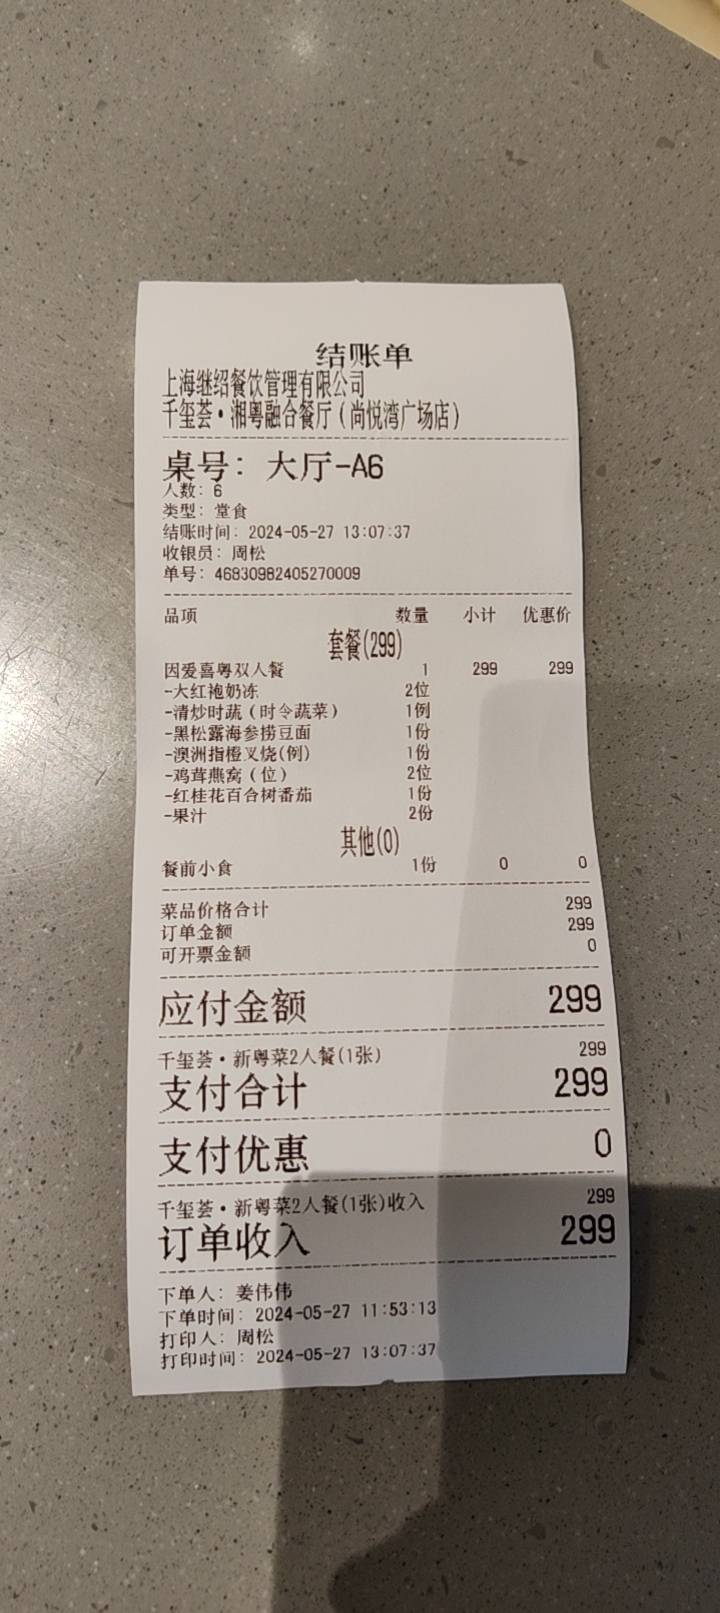 结账单
上海继绍餐饮管理有限公司
千玺荟·湘粤融合餐厅(尚悦湾广场店)
桌号: 大厅-A6
人数: 6
类型: 堂食
结账时间: 2024-05-27 13:07:37
收银员: 周松
单号: 46830982405270009
品项 数量 小计 优惠价
套餐(299)
因爱喜粤双人餐 1 299 299
-大红袍奶冻 2位
-清炒时蔬(时令蔬菜) 1例
-黑松露海参捞豆面 1份
-澳洲指橙叉烧(例) 1份
-鸡茸燕窝(位) 2位
-红桂花百合树番茄 1份
-果汁 2份
其他(0)
餐前小食 1份 0 0
菜品价格合计 299
订单金额 299
可开票金额 0
应付金额 299
千玺荟·新粤菜2人餐(1张) 299
支付合计 299
支付优惠 0
千玺荟·新粤菜2人餐(1张)收入 299
订单收入 299
下单人: 姜伟伟
下单时间: 2024-05-27 11:53:13
打印人: 周松
打印时间: 2024-05-27 13:07:37